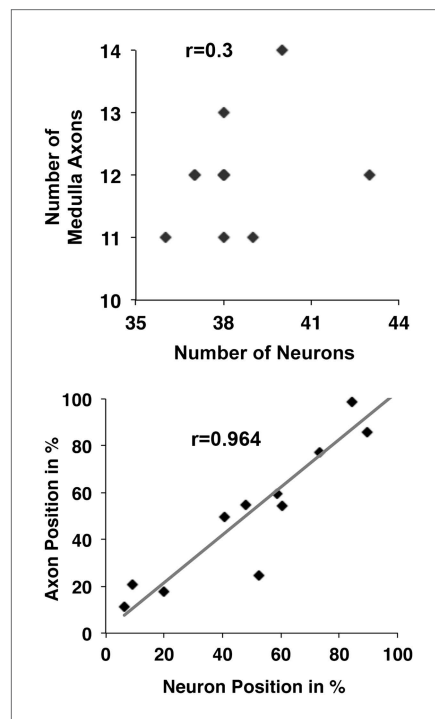 r=0.3
14
13
12
11
10
Number of
Medulla Axons
35 38 41 44
Number of Neurons
r=0.964
100
80
60
40
20
0
Axon Position in %
0 20 40 60 80 100
Neuron Position in %